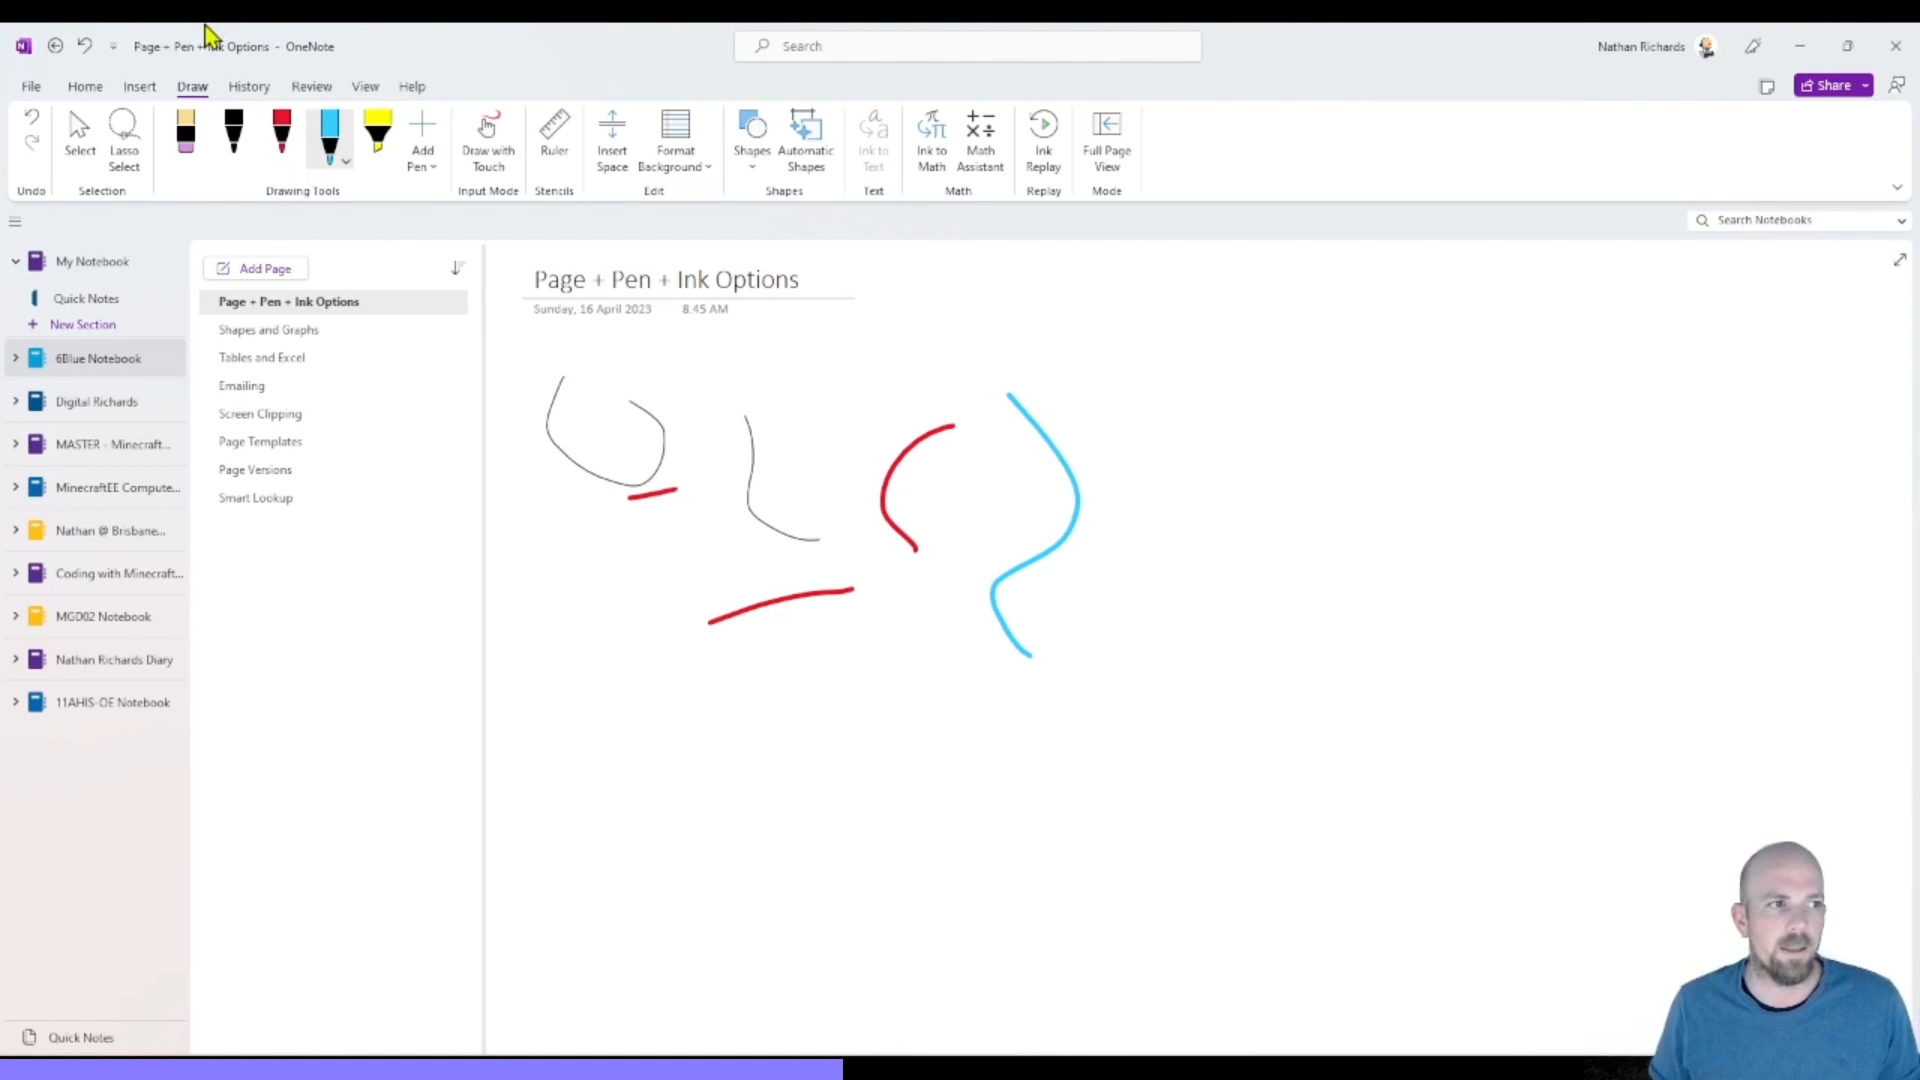 Page + Pen + Ink Options - OneNote
Search
Nathan Richards
File Home Insert Draw History Review View Help
Share
Select
Lasso Select
Add Pen
Draw with Touch
Ruler
Insert Space
Format Background
Shapes
Automatic Shapes
Ink to Text
Ink to Math
Math Assistant
Ink Replay
Full Page View
Undo Selection Drawing Tools Input Mode Stencils Edit Shapes Text Math Replay Mode
Search Notebooks
My Notebook
Quick Notes
New Section
6Blue Notebook
Digital Richards
MASTER - Minecraft...
MinecraftEE Compute...
Nathan @ Brisbane...
Coding with Minecraft...
MGD02 Notebook
Nathan Richards Diary
11AHIS-OE Notebook
Quick Notes
Add Page
Page + Pen + Ink Options
Shapes and Graphs
Tables and Excel
Emailing
Screen Clipping
Page Templates
Page Versions
Smart Lookup
Page + Pen + Ink Options
Sunday, 16 April 2023 8:45 AM